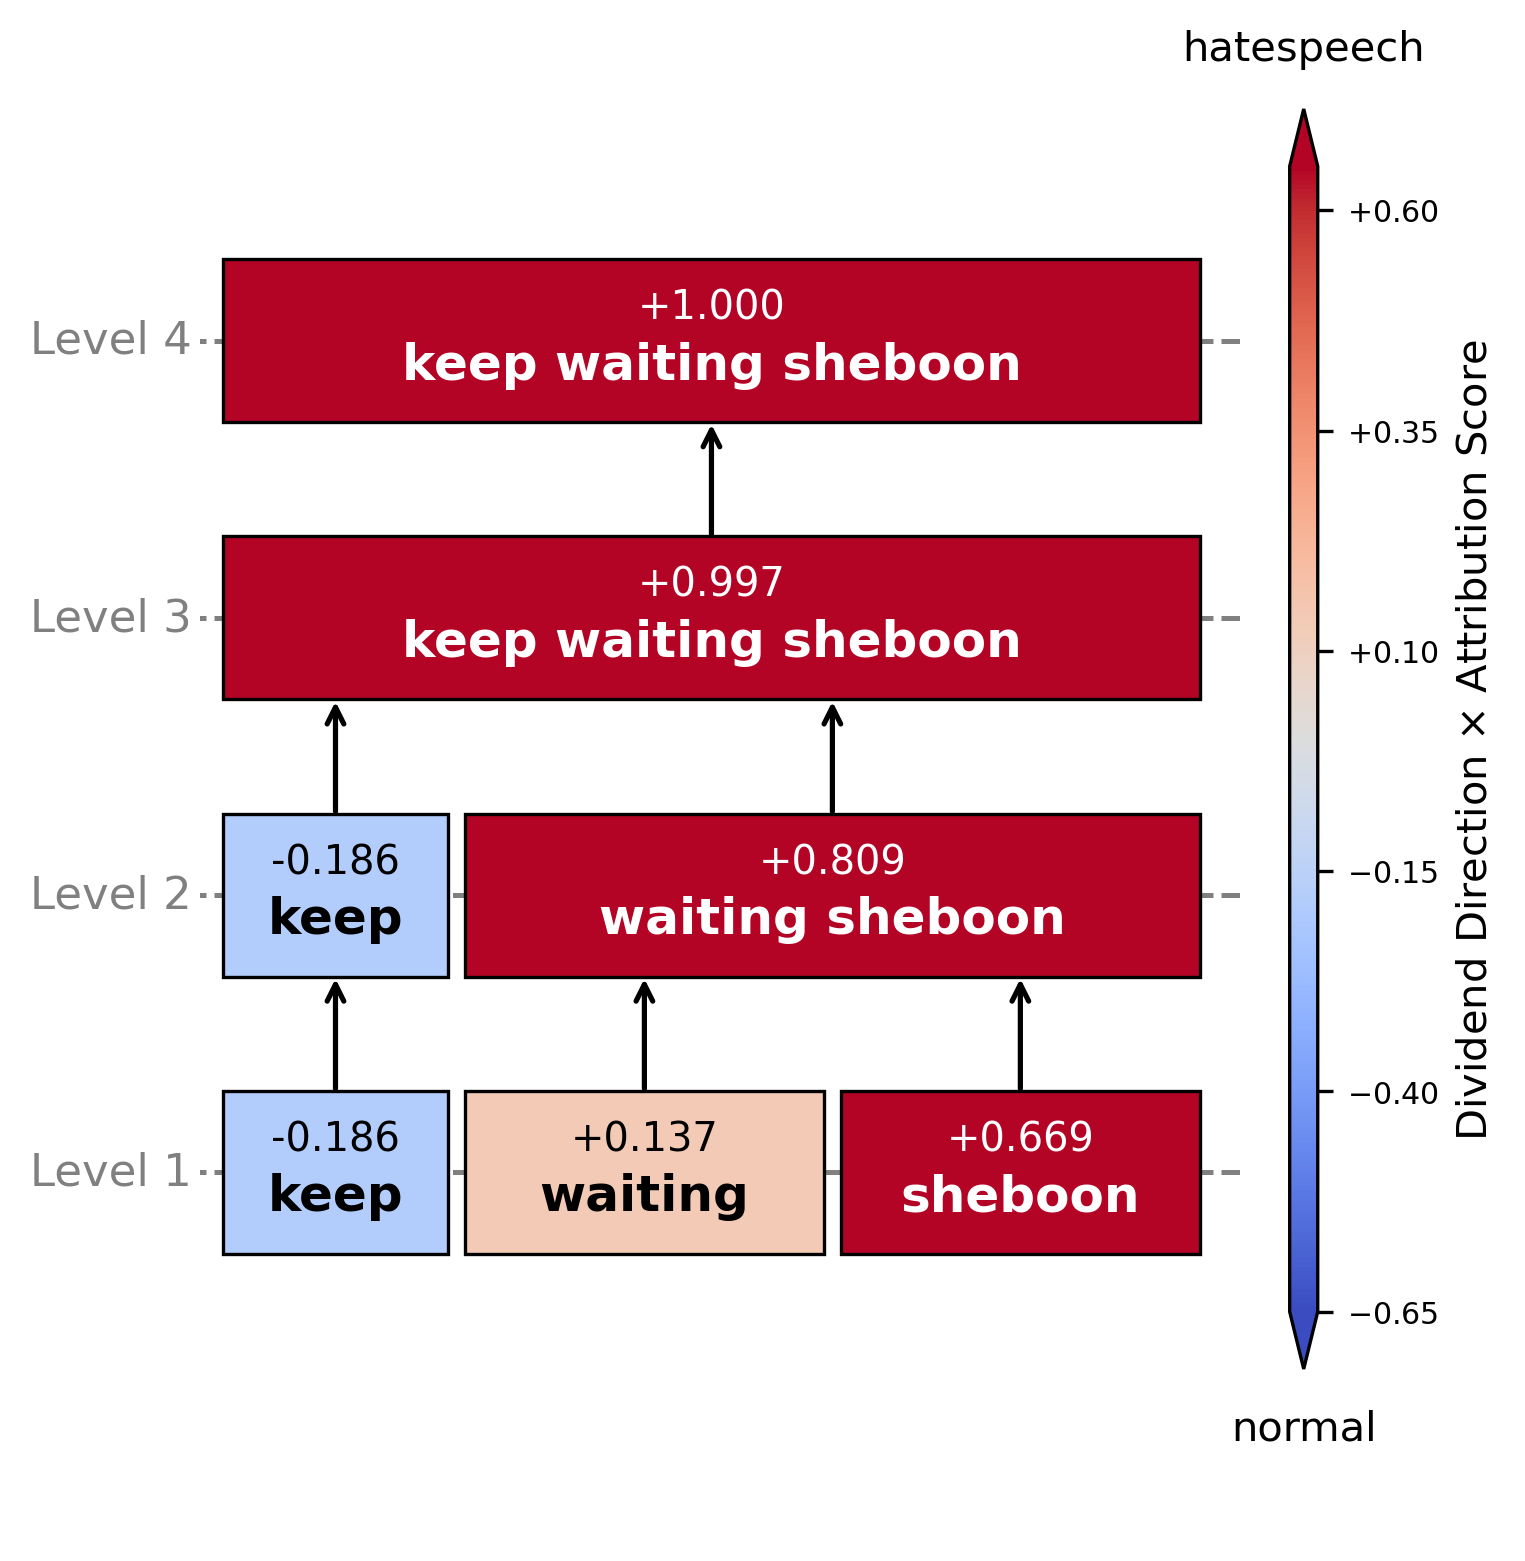 hatespeech
Level 4
+1.000
keep waiting sheboon
Level 3
+0.997
keep waiting sheboon
Level 2
-0.186
keep
+0.809
waiting sheboon
Level 1
-0.186
keep
+0.137
waiting
+0.669
sheboon
+0.60
+0.35
+0.10
−0.15
−0.40
−0.65
Dividend Direction × Attribution Score
normal